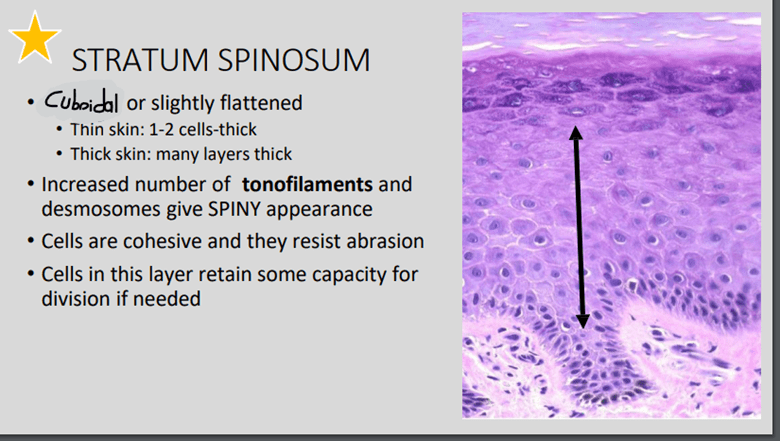 STRATUM SPINOSUM
• Cuboidal or slightly flattened
• Thin skin: 1-2 cells-thick
• Thick skin: many layers thick
• Increased number of tonofilaments and
desmosomes give SPINY appearance
• Cells are cohesive and they resist abrasion
• Cells in this layer retain some capacity for
division if needed